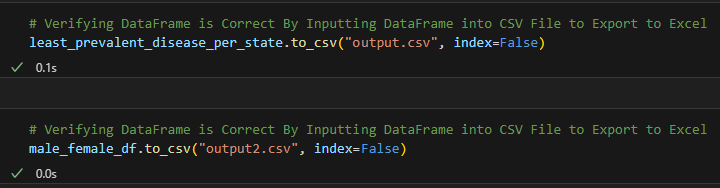 # Verifying DataFrame is Correct By Inputting DataFrame into CSV File to Export to Excel
least_prevalent_disease_per_state.to_csv("output.csv", index=False)
0.1s
# Verifying DataFrame is Correct By Inputting DataFrame into CSV File to Export to Excel
male_female_df.to_csv("output2.csv", index=False)
0.0s